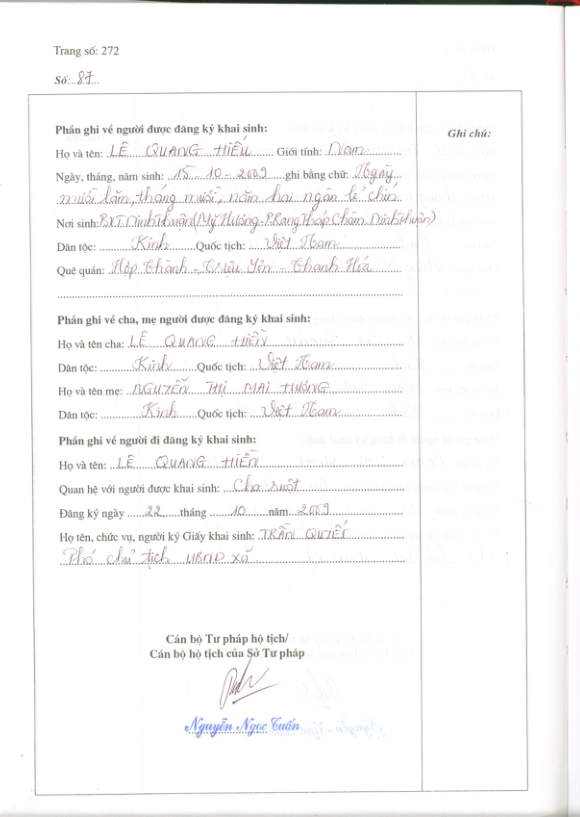 Trang số: 272
Số: 87
Phần ghi về người được đăng ký khai sinh:
Ghi chú:
Họ và tên: LÊ QUANG HIẾU Giới tính: Nam
Ngày, tháng, năm sinh: 15 - 10 - 2009 ghi bằng chữ: Ngày
mười lăm, tháng mười, năm hai ngàn lẻ chín
Nơi sinh: Ninh Thuận (Mỹ Hương. P.Rang Tháp Chàm. Ninh Thuận)
Dân tộc: Kinh Quốc tịch: Việt Nam
Quê quán: Thành - Yên - Thanh Hóa
Phần ghi về cha, mẹ người được đăng ký khai sinh:
Họ và tên cha: LÊ QUANG HIỀN
Dân tộc: Kinh Quốc tịch: Việt Nam
Họ và tên mẹ: NGUYỄN THỊ MAI
Dân tộc: Kinh Quốc tịch: Việt Nam
Phần ghi về người đi đăng ký khai sinh:
Họ và tên: LÊ QUANG HIỀN
Quan hệ với người được khai sinh: Cha ruột
Đăng ký ngày 22 tháng 10 năm 2009
Họ tên, chức vụ, người ký Giấy khai sinh: TRẦN QUYẾT
Phó chủ tịch UBND xã
Cán bộ Tư pháp hộ tịch/
Cán bộ hộ tịch của Sở Tư pháp
Nguyễn Ngọc Tuấn